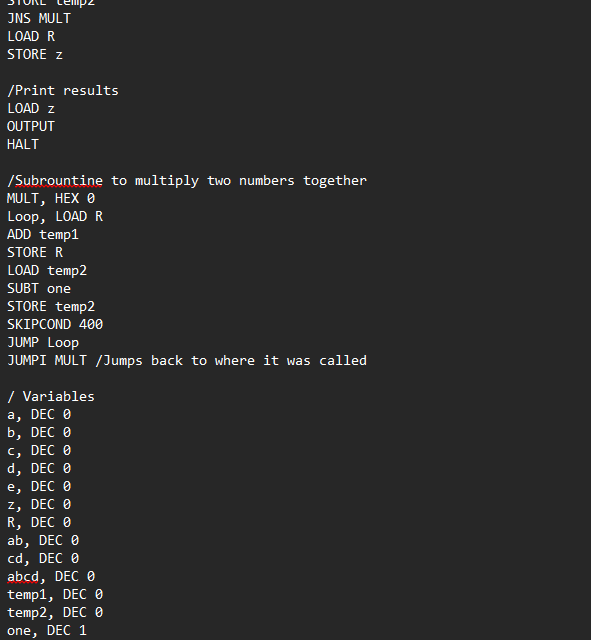 STORE temp2
JNS MULT
LOAD R
STORE z
/Print results
LOAD z
OUTPUT
HALT
/Subrountine to multiply two numbers together
MULT, HEX 0
Loop, LOAD R
ADD temp1
STORE R
LOAD temp2
SUBT one
STORE temp2
SKIPCOND 400
JUMP Loop
JUMPI MULT /Jumps back to where it was called
/ Variables
a, DEC 0
b, DEC 0
c, DEC 0
d, DEC 0
e, DEC 0
z, DEC 0
R, DEC 0
ab, DEC 0
cd, DEC 0
abcd, DEC 0
temp1, DEC 0
temp2, DEC 0
one, DEC 1